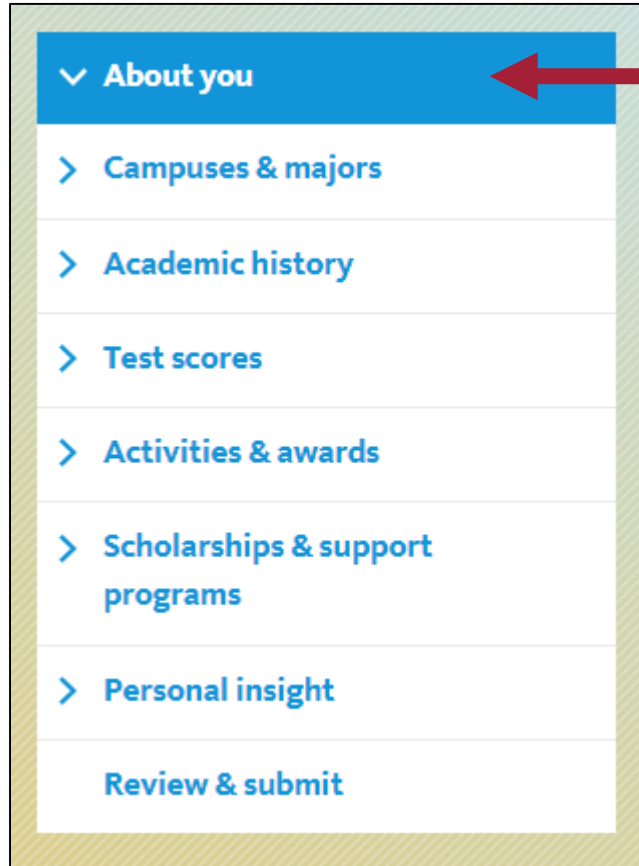 About you
Campuses & majors
Academic history
Test scores
Activities & awards
Scholarships & support
programs
Personal insight
Review & submit